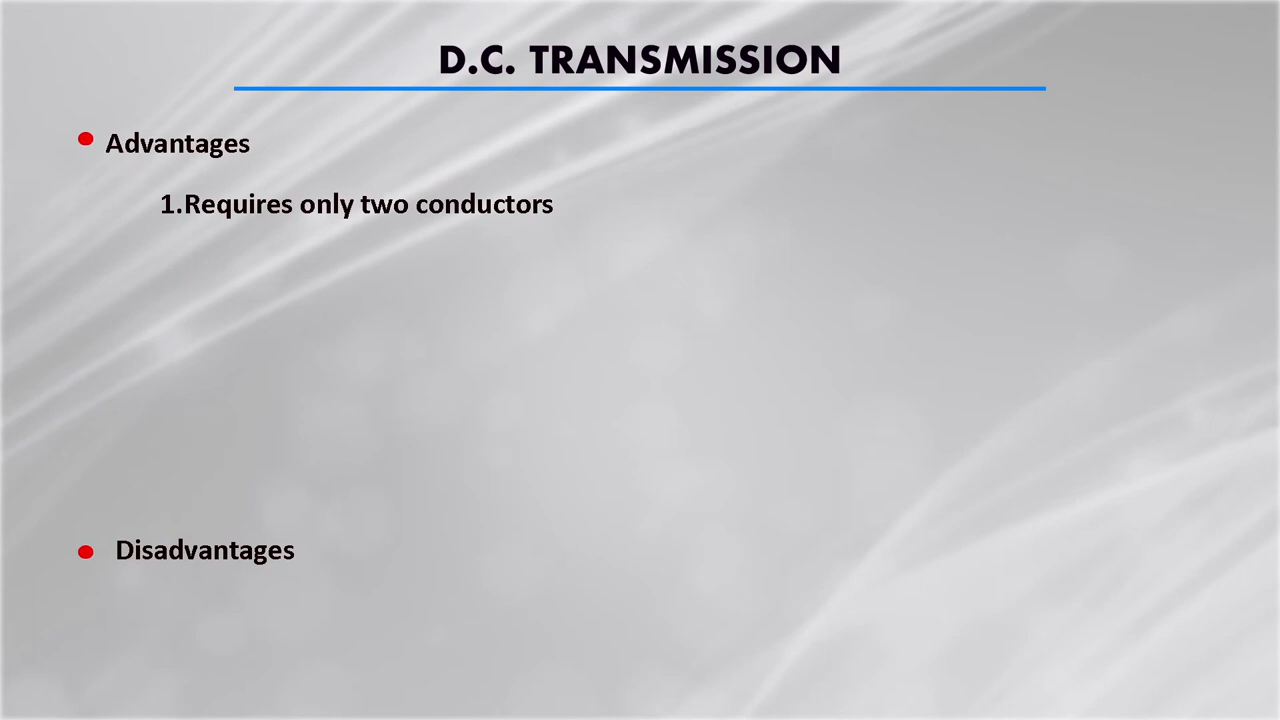 D.C. TRANSMISSION
Advantages
1.Requires only two conductors
Disadvantages